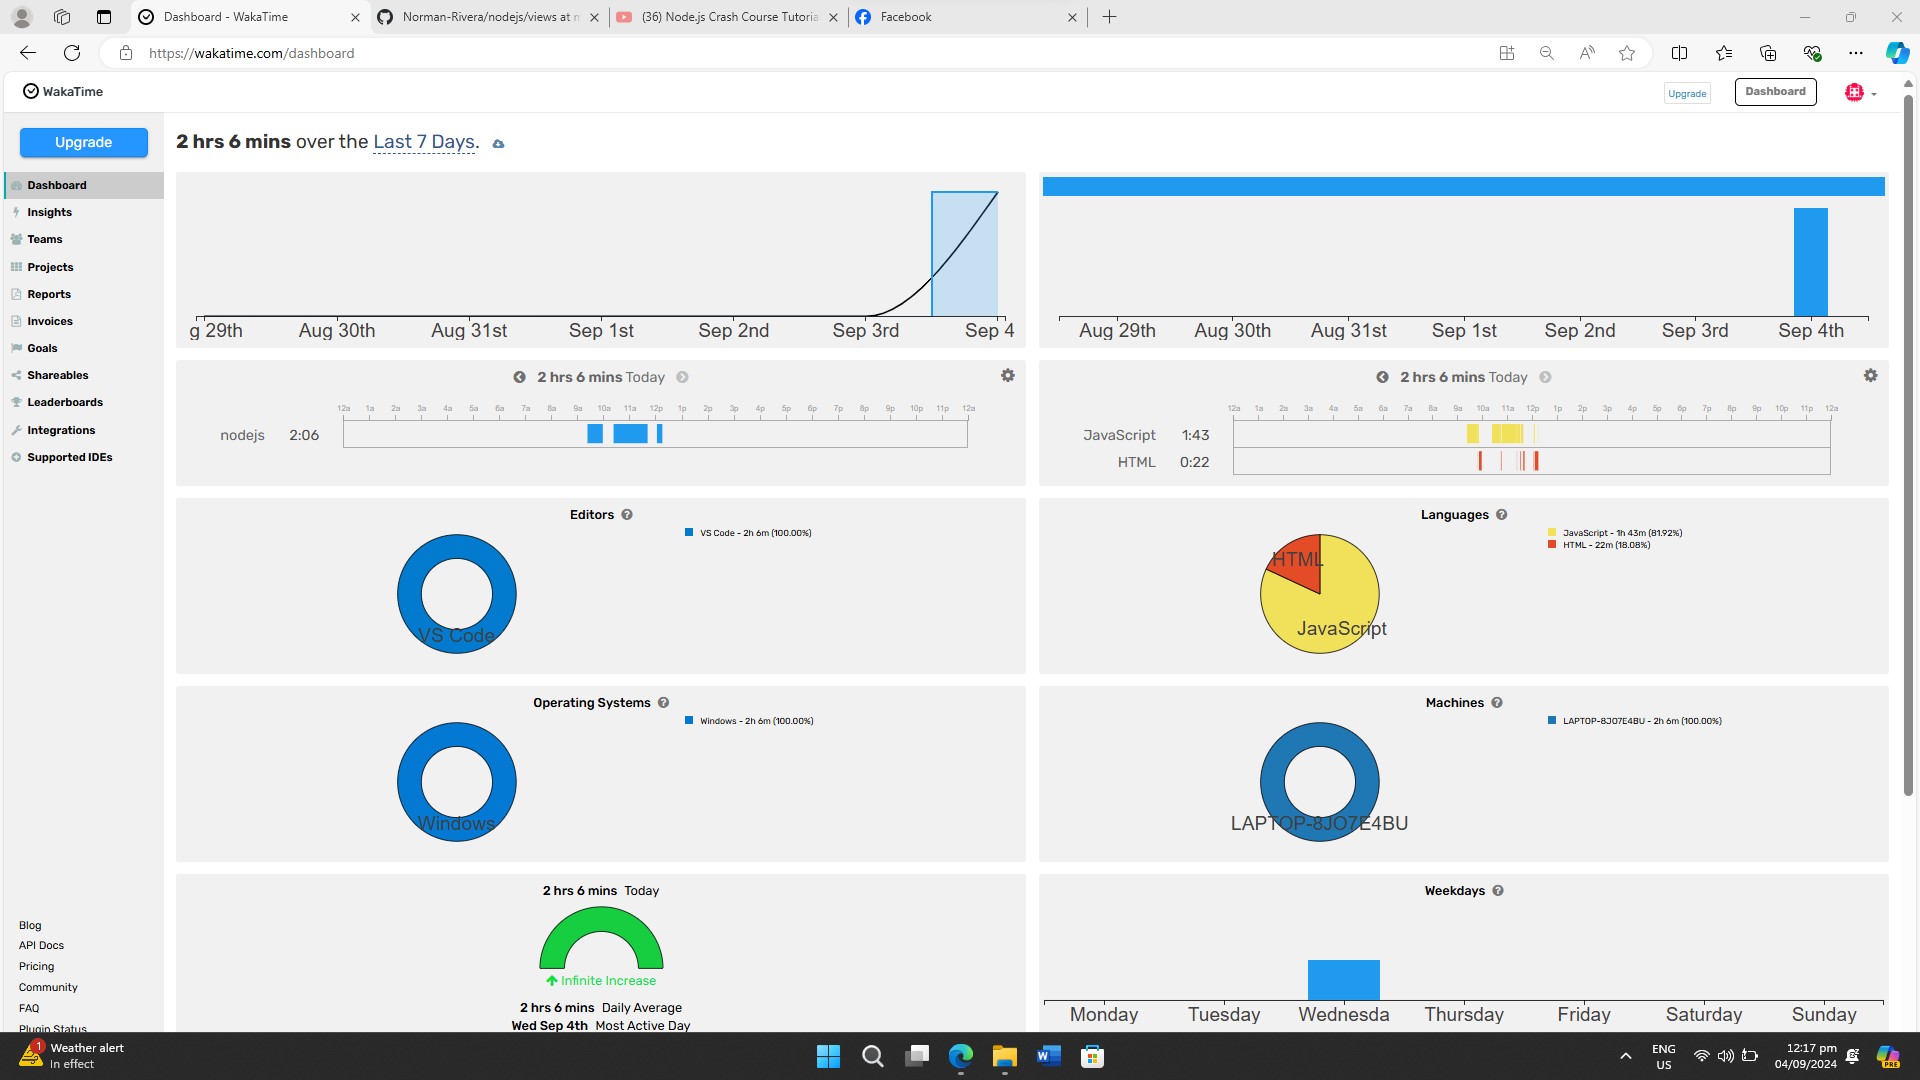 Dashboard - WakaTime
Norman-Rivera/nodejs/views at m
(36) Node.js Crash Course Tutoria
Facebook
https://wakatime.com/dashboard
WakaTime
Upgrade
Dashboard
Upgrade
2 hrs 6 mins over the Last 7 Days.
Dashboard
Insights
Teams
Projects
Reports
Invoices
Goals
Shareables
Leaderboards
Integrations
Supported IDEs
g 29th Aug 30th Aug 31st Sep 1st Sep 2nd Sep 3rd Sep 4
Aug 29th Aug 30th Aug 31st Sep 1st Sep 2nd Sep 3rd Sep 4th
2 hrs 6 mins Today
12a 1a 2a 3a 4a 5a 6a 7a 8a 9a 10a 11a 12p 1p 2p 3p 4p 5p 6p 7p 8p 9p 10p 11p 12a
nodejs 2:06
2 hrs 6 mins Today
12a 1a 2a 3a 4a 5a 6a 7a 8a 9a 10a 11a 12p 1p 2p 3p 4p 5p 6p 7p 8p 9p 10p 11p 12a
JavaScript 1:43
HTML 0:22
Editors
VS Code - 2h 6m (100.00%)
VS Code
Languages
JavaScript - 1h 43m (81.92%)
HTML - 22m (18.08%)
HTML
JavaScript
Operating Systems
Windows - 2h 6m (100.00%)
Windows
Machines
LAPTOP-8JO7E4BU - 2h 6m (100.00%)
LAPTOP-8JO7E4BU
2 hrs 6 mins Today
Infinite Increase
2 hrs 6 mins Daily Average
Wed Sep 4th Most Active Day
Weekdays
Monday Tuesday Wednesda Thursday Friday Saturday Sunday
Blog
API Docs
Pricing
Community
FAQ
Plugin Status
1
Weather alert
In effect
ENG
US
12:17 pm
04/09/2024
PRE